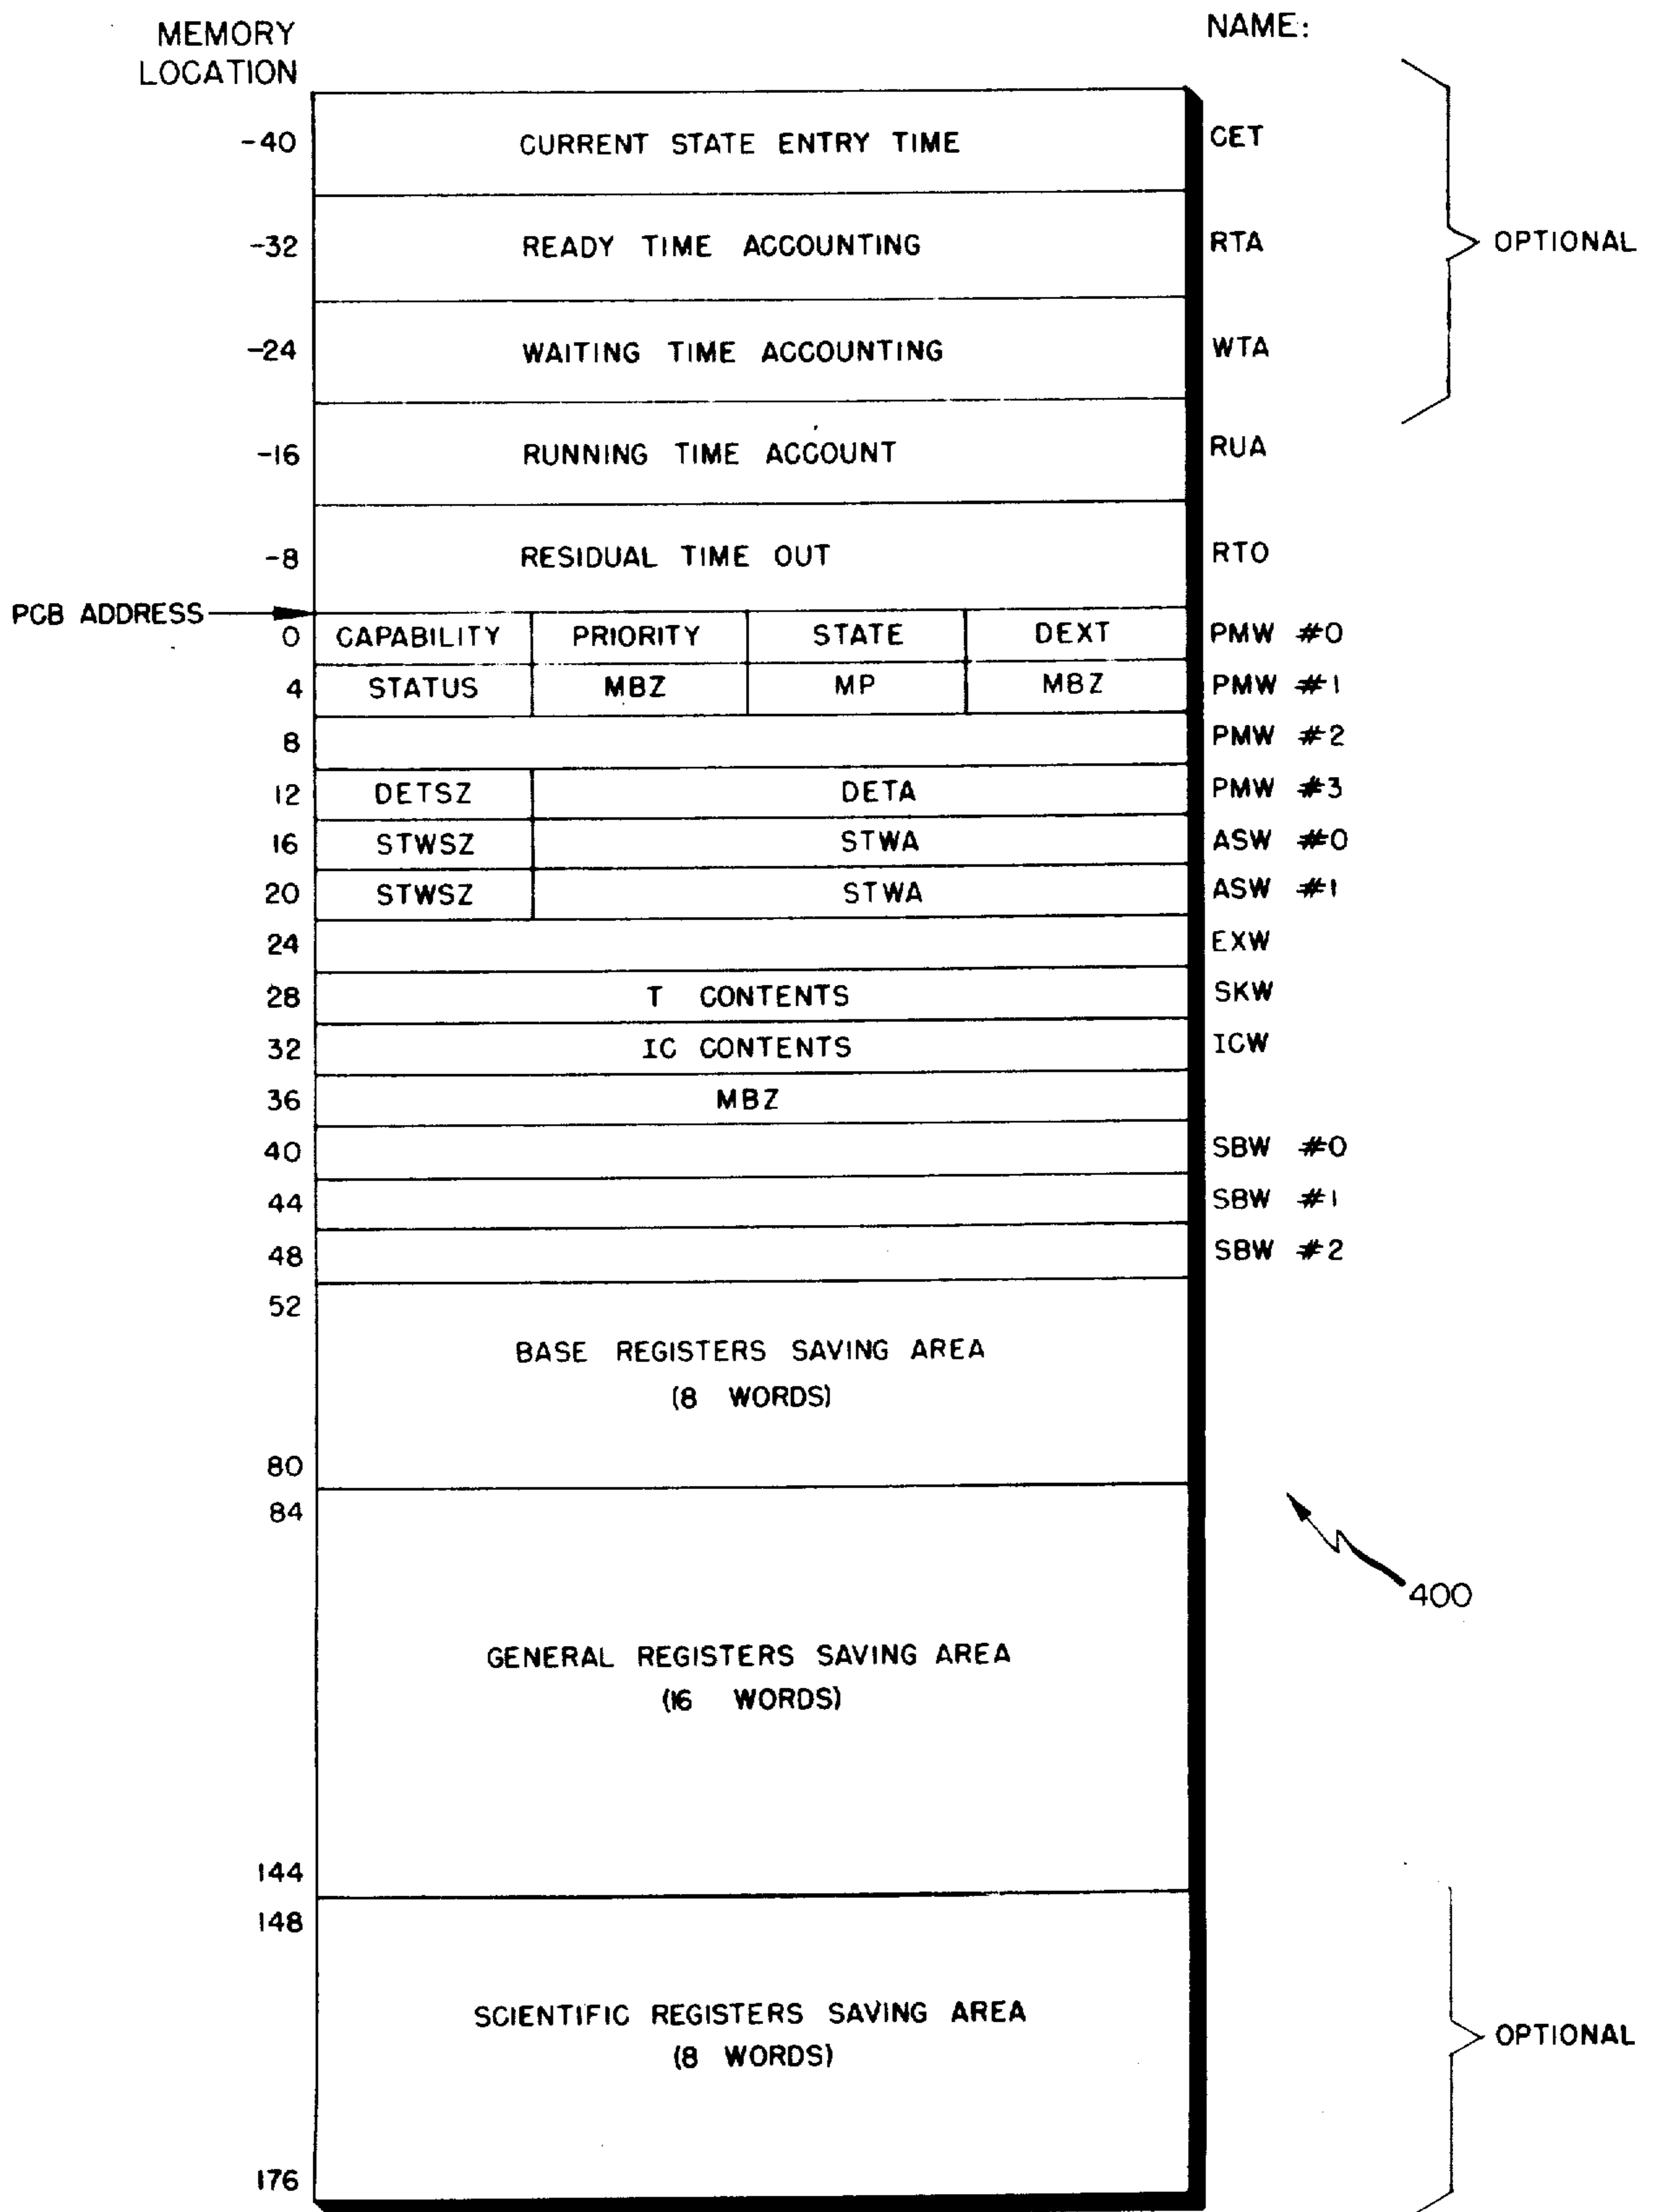 MEMORY LOCATION NAME:
-40 CURRENT STATE ENTRY TIME CET
-32 READY TIME ACCOUNTING RTA OPTIONAL
-24 WAITING TIME ACCOUNTING WTA
-16 RUNNING TIME ACCOUNT RUA
-8 RESIDUAL TIME OUT RTO
PCB ADDRESS
0 CAPABILITY PRIORITY STATE DEXT PMW #0
4 STATUS MBZ MP MBZ PMW #1
8 PMW #2
12 DETSZ DETA PMW #3
16 STWSZ STWA ASW #0
20 STWSZ STWA ASW #1
24 EXW
28 T CONTENTS SKW
32 IC CONTENTS ICW
36 MBZ
40 SBW #0
44 SBW #1
48 SBW #2
52
BASE REGISTERS SAVING AREA
(8 WORDS)
80
84
400
GENERAL REGISTERS SAVING AREA
(16 WORDS)
144
148
SCIENTIFIC REGISTERS SAVING AREA
OPTIONAL
(8 WORDS)
176